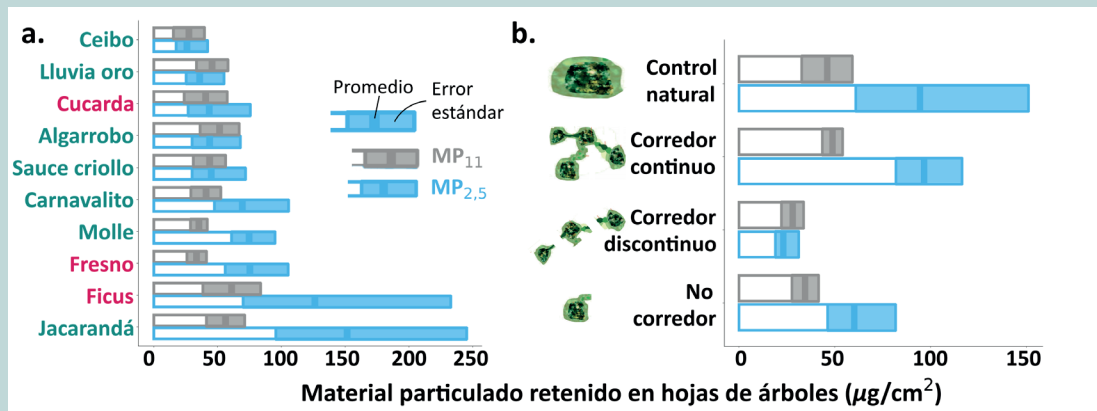 a.
Ceibo
Lluvia oro
Cucarda
Algarrobo
Sauce criollo
Carnavalito
Molle
Fresno
Ficus
Jacarandá
Promedio
Error
estándar
MP11
MP2,5
0 50 100 150 200 250
b.
Control
natural
Corredor
continuo
Corredor
discontinuo
No
corredor
0 50 100 150
Material particulado retenido en hojas de árboles (μg/cm²)